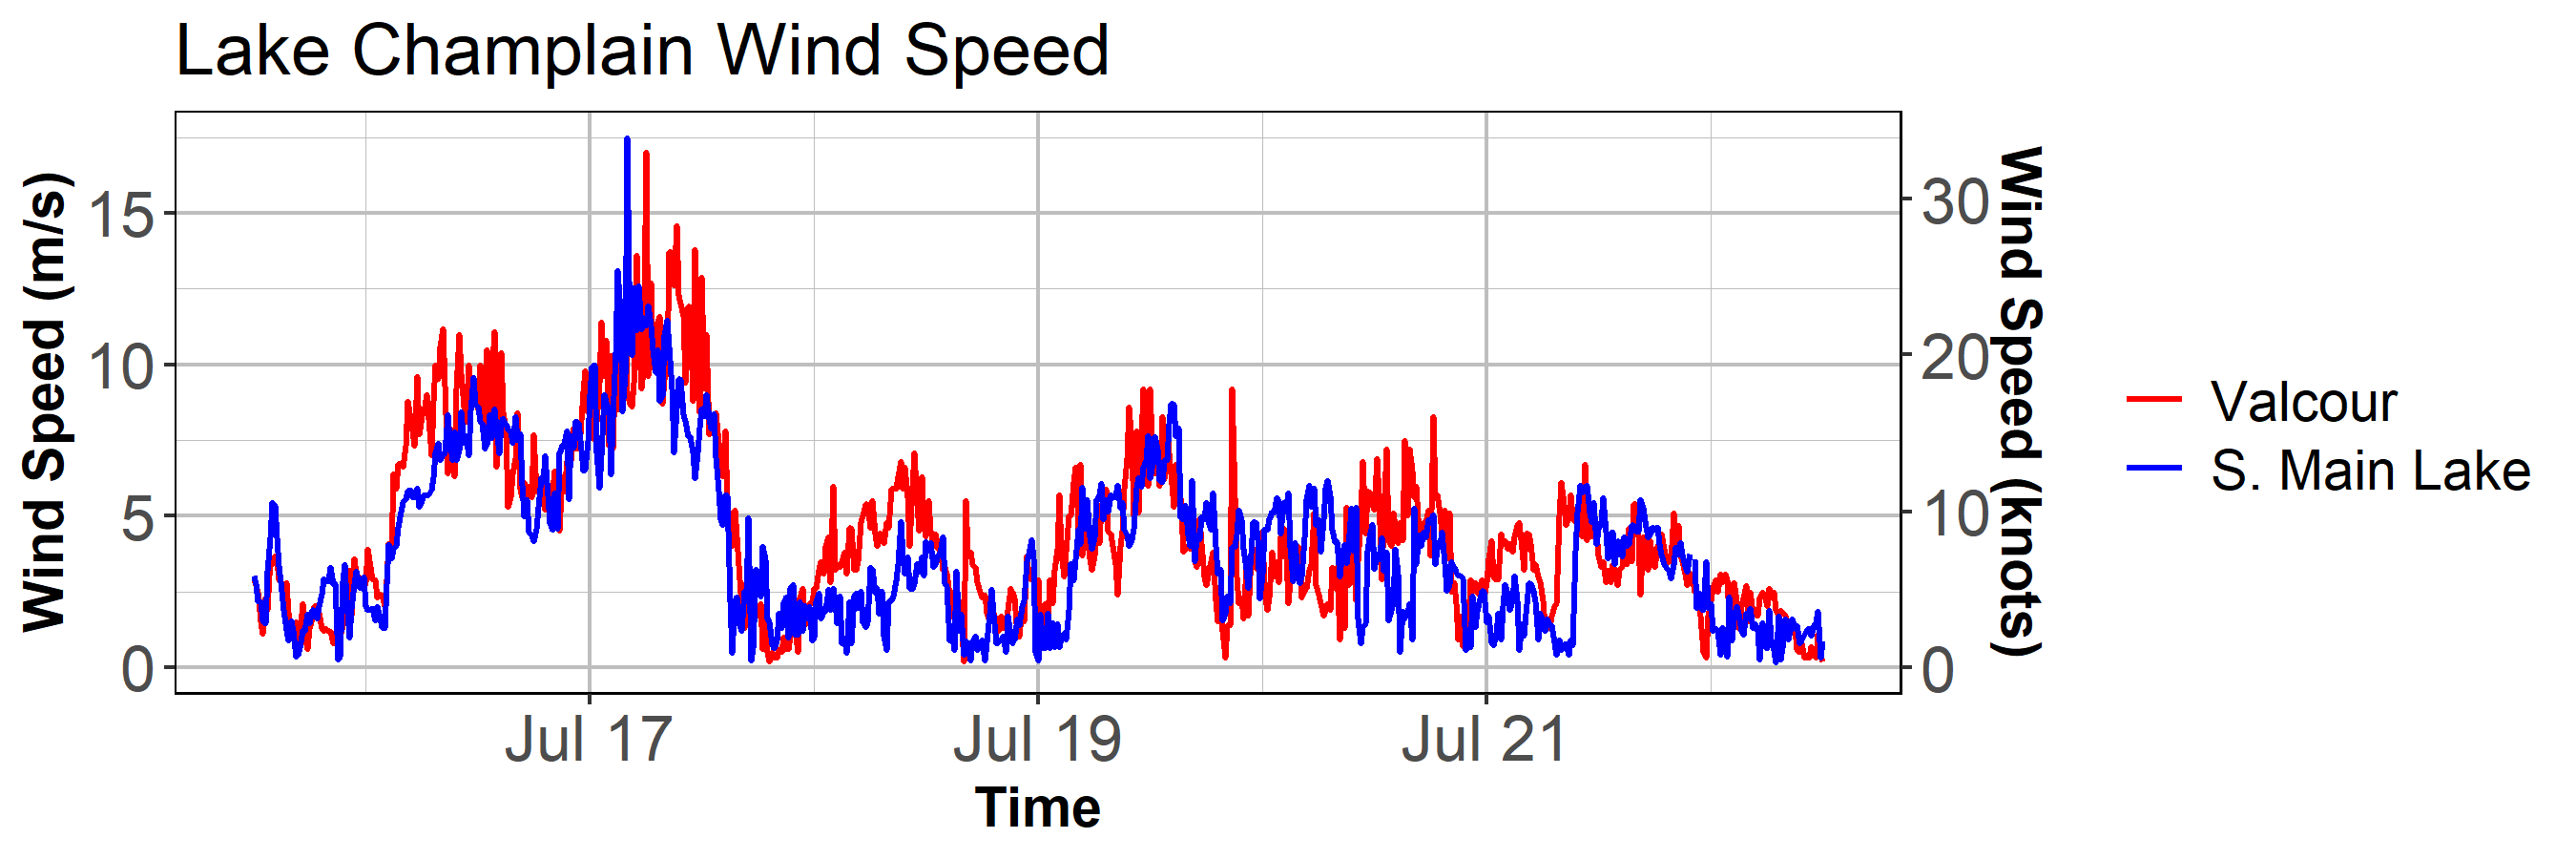 Lake Champlain Wind Speed
Wind Speed (m/s)
15
10
5
0
30
20
10
0
Wind Speed (knots)
Jul 17
Jul 19
Jul 21
Time
Valcour
S. Main Lake